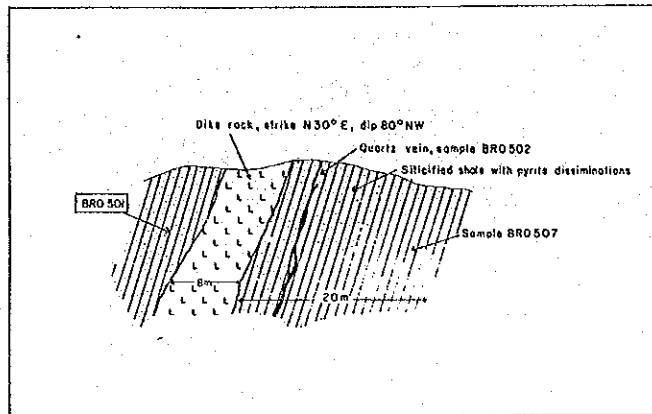 Dike rock, strike N30°E, dip 80°NW
Quartz vein, sample BRO502
Silicified shale with pyrite disseminations
BRO 501
Sample BRO507
8m
20m